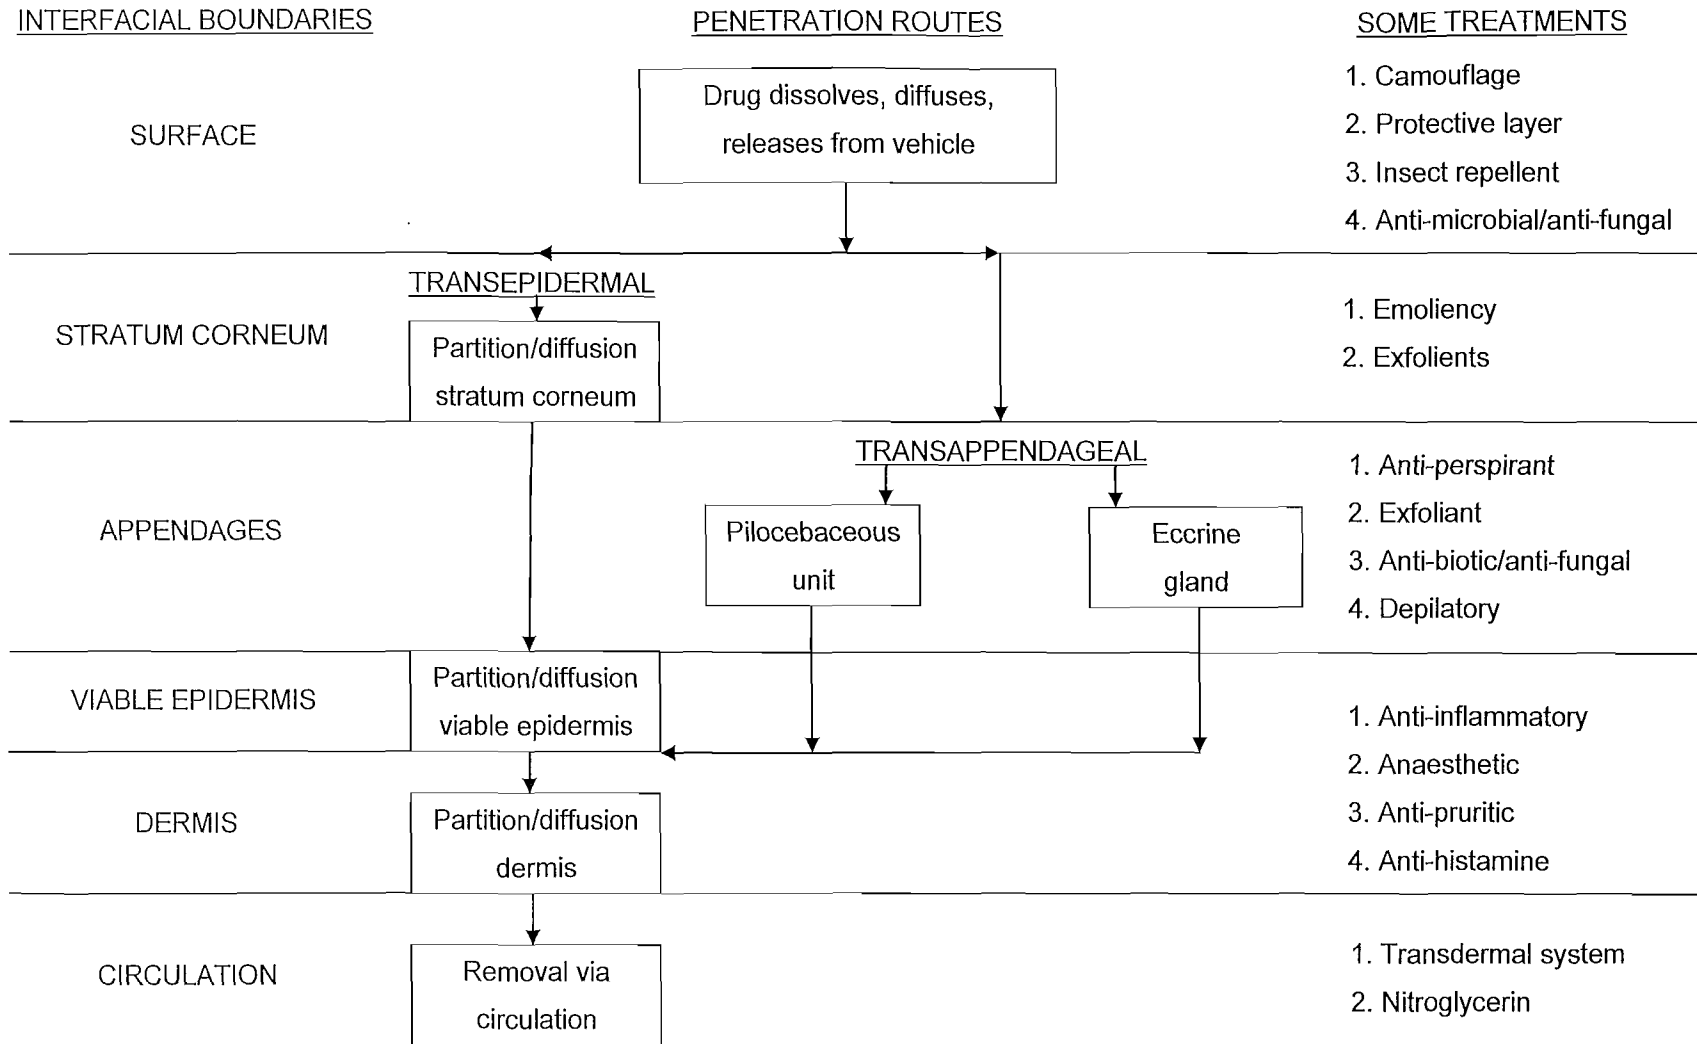 INTERFACIAL BOUNDARIES
PENETRATION ROUTES
SOME TREATMENTS
SURFACE
Drug dissolves, diffuses,
releases from vehicle
1. Camouflage
2. Protective layer
3. Insect repellent
4. Anti-microbial/anti-fungal
STRATUM CORNEUM
TRANSEPIDERMAL
Partition/diffusion
stratum corneum
1. Emoliency
2. Exfolients
APPENDAGES
TRANSAPPENDAGEAL
Pilocebaceous
unit
Eccrine
gland
1. Anti-perspirant
2. Exfoliant
3. Anti-biotic/anti-fungal
4. Depilatory
VIABLE EPIDERMIS
Partition/diffusion
viable epidermis
DERMIS
Partition/diffusion
dermis
1. Anti-inflammatory
2. Anaesthetic
3. Anti-pruritic
4. Anti-histamine
CIRCULATION
Removal via
circulation
1. Transdermal system
2. Nitroglycerin